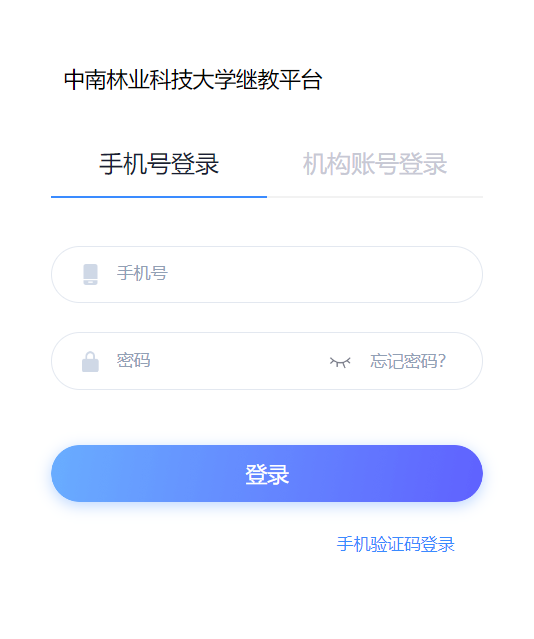 中南林业科技大学继教平台
手机号登录 机构账号登录
手机号
密码 忘记密码?
登录
手机验证码登录